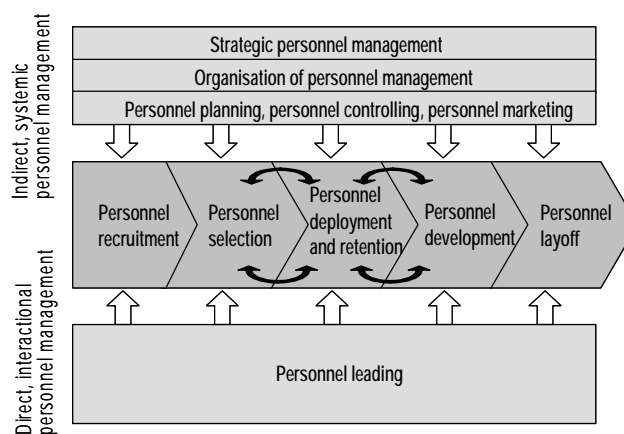 Indirect, systemic
personnel management
Strategic personnel management
Organisation of personnel management
Personnel planning, personnel controlling, personnel marketing
Personnel
recruitment
Personnel
selection
Personnel
deployment
and retention
Personnel
development
Personnel
layoff
Direct, interactional
personnel management
Personnel leading